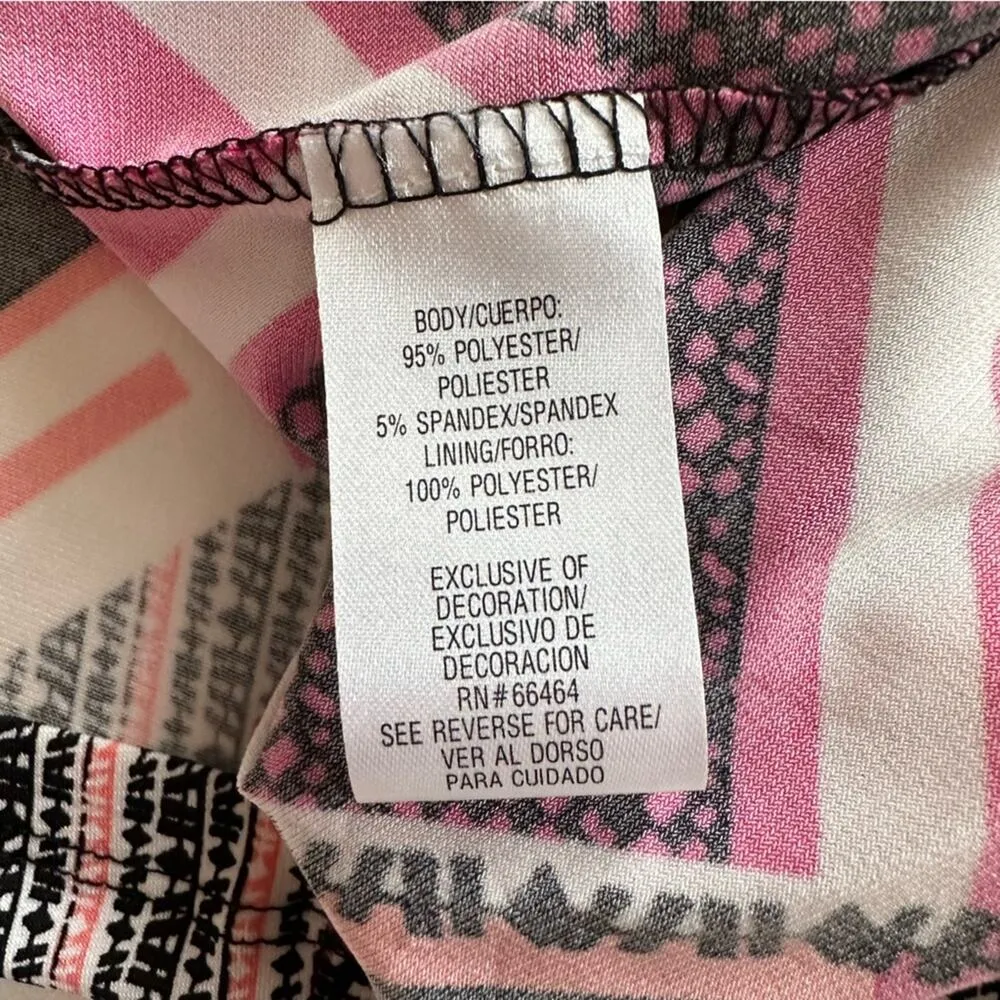 BODY/CUERPO:
95% POLYESTER/
POLIESTER
5% SPANDEX/SPANDEX
LINING/FORRO:
100% POLYESTER/
POLIESTER
EXCLUSIVE OF
DECORATION/
EXCLUSIVO DE
DECORACION
RN#66464
SEE REVERSE FOR CARE/
VER AL DORSO
PARA CUIDADO